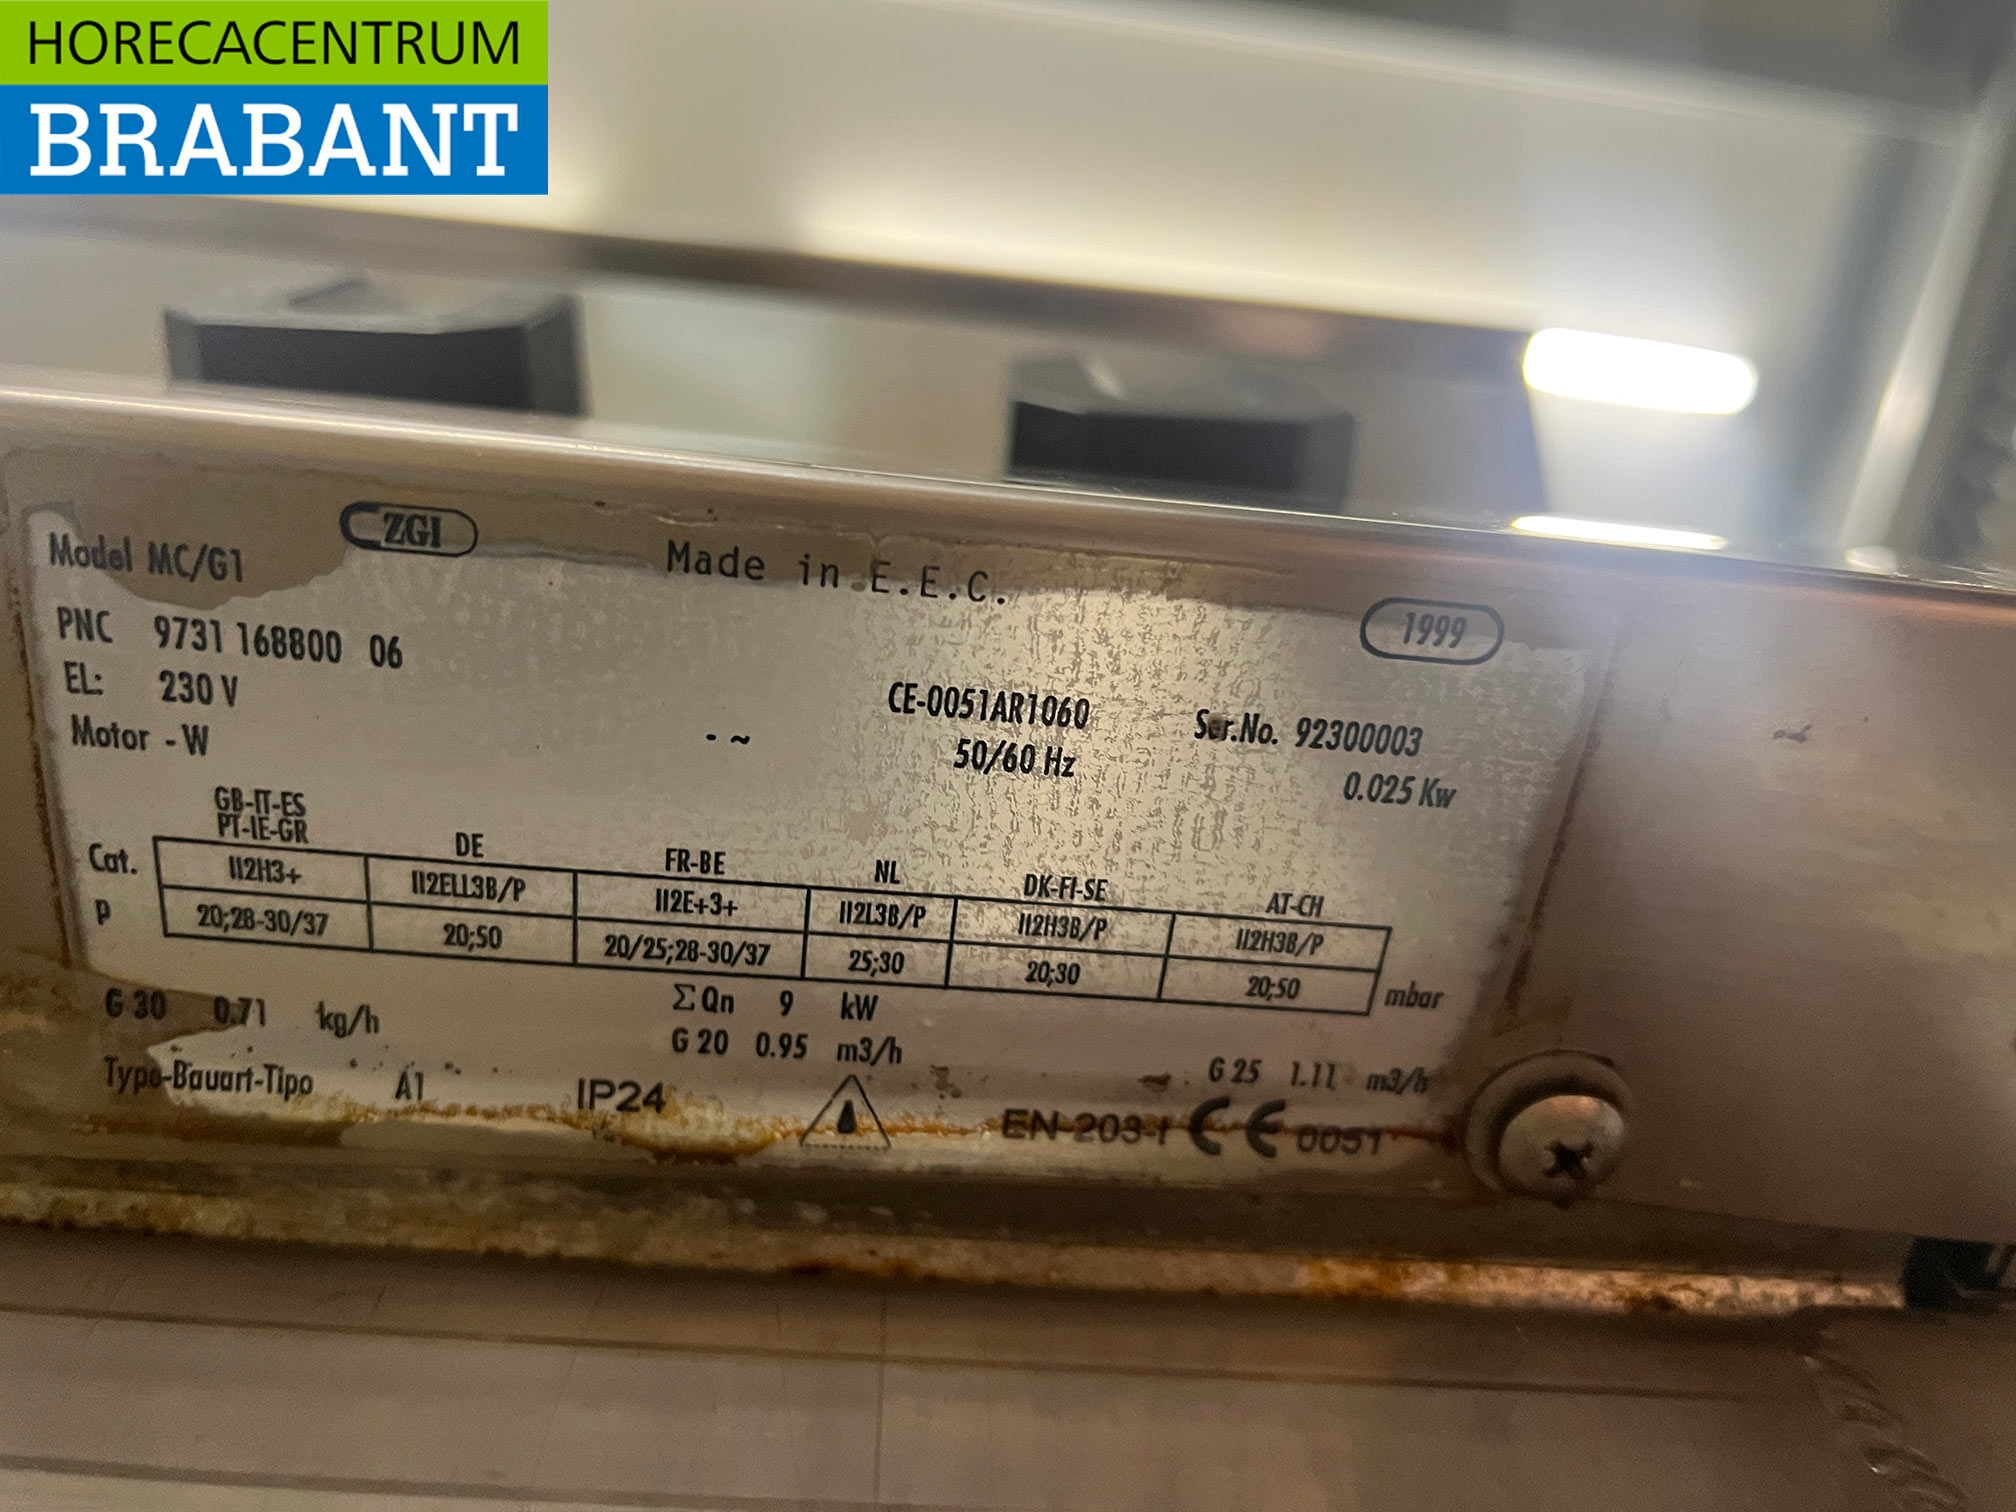 HORECACENTRUM
BRABANT
ZGI
Model MC/G1
Made in E.E.C.
1999
PNC 9731 168800 06
EL: 230 V
CE-0051AR1060
Ser.No. 92300003
Motor - W
- ~
50/60 Hz
0.025 Kw
GB-IT-ES
PT-IE-GR
DE
FR-BE
NL
DK-FI-SE
AT-CH
Cat. II2H3+ II2ELL3B/P II2E+3+ II2L3B/P II2H3B/P II2H3B/P
P 20;28-30/37 20;50 20/25;28-30/37 25;30 20;30 20;50 mbar
G 30 0.71 kg/h
ΣQn 9 kW
G 20 0.95 m3/h
G 25 1.11 m3/h
Type-Bauart-Tipo A1
IP24
EN-203-1 CE 0051